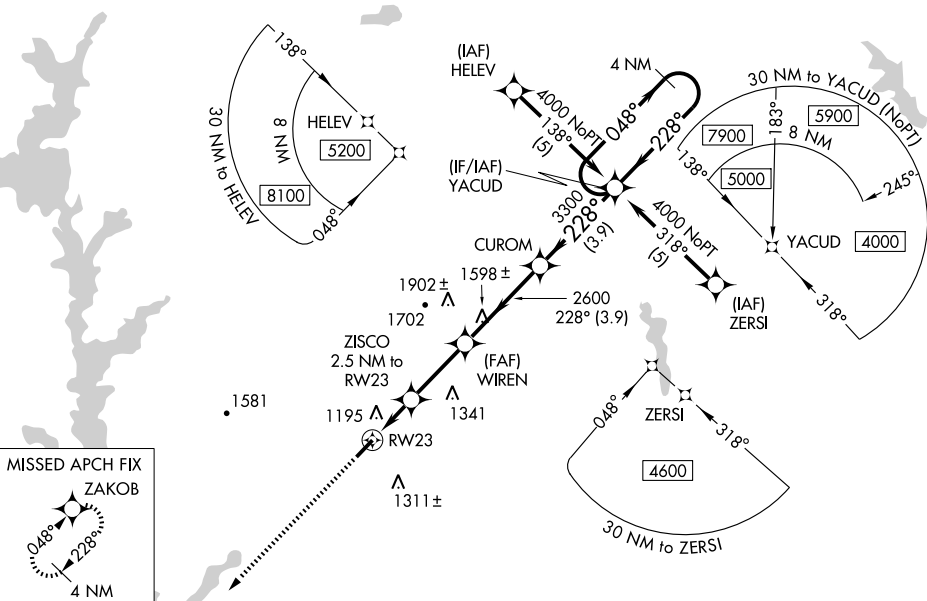 138°
30 NM to HELEV
8 NM
HELEV
5200
8100
048°
(IAF)
HELEV
4000 NoPT
138°
(5)
4 NM
048°
228°
(IF/IAF)
YACUD
3300
228°
(3.9)
4000 NoPT
318°
(5)
(IAF)
ZERSI
30 NM to YACUD (NoPT)
5900
7900
183°
8 NM
138°
5000
245°
YACUD
4000
318°
CUROM
1598 ±
1902 ±
1702
2600
228° (3.9)
ZISCO
2.5 NM to
RW23
(FAF)
WIREN
1581
1195
1341
RW23
1311 ±
048°
ZERSI
318°
4600
30 NM to ZERSI
MISSED APCH FIX
ZAKOB
048°
228°
4 NM